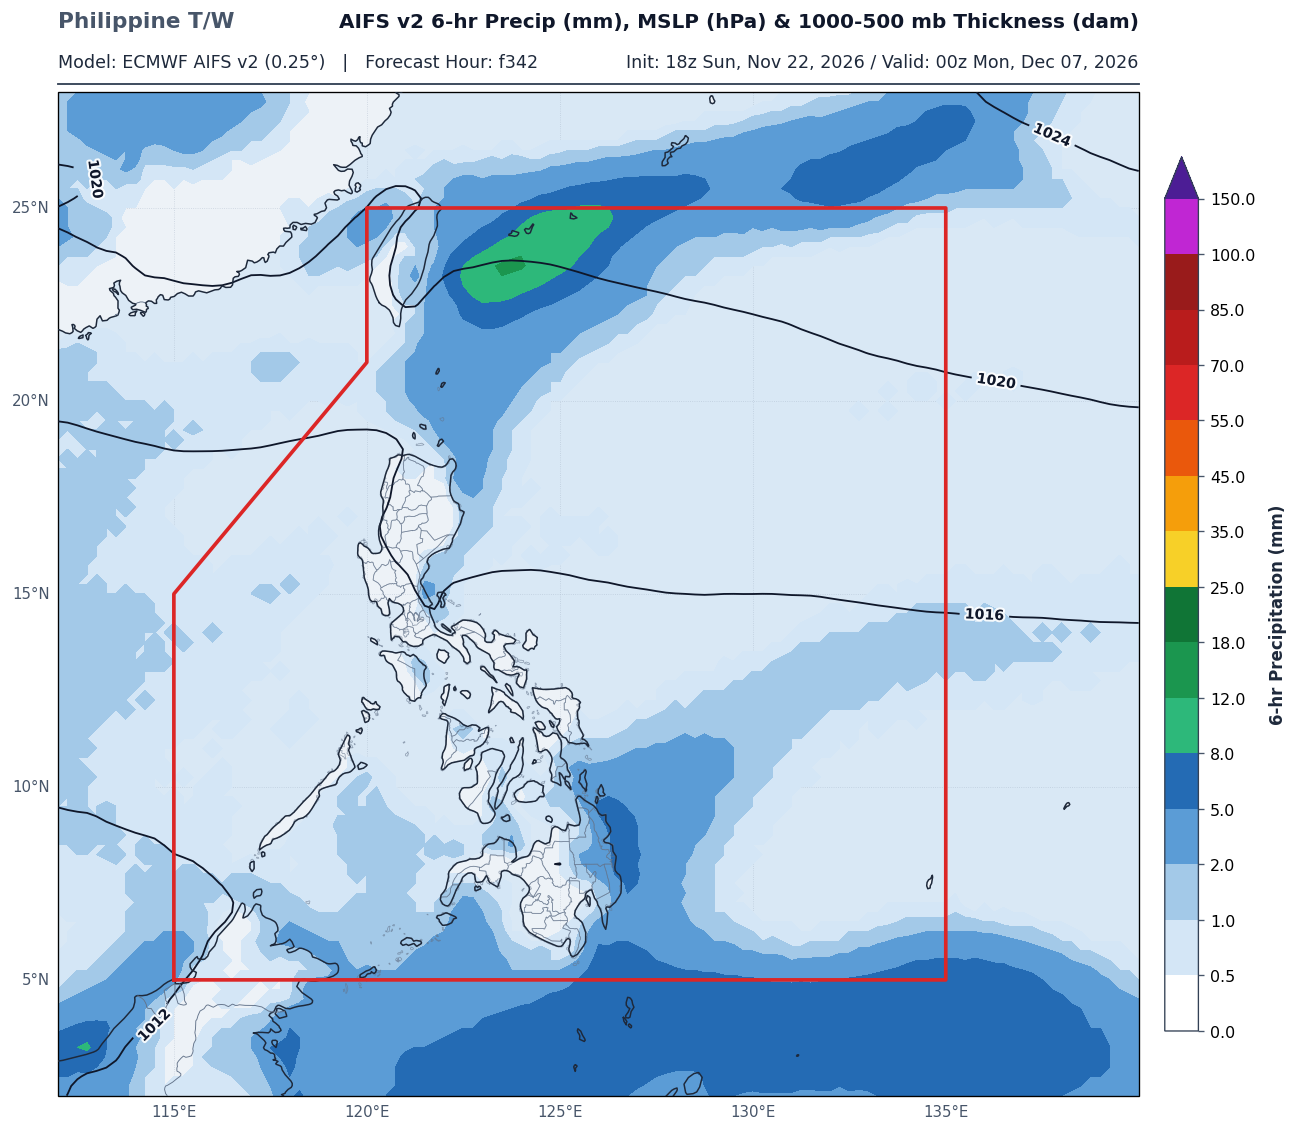 Philippine T/W
AIFS v2 6-hr Precip (mm), MSLP (hPa) & 1000-500 mb Thickness (dam)
Model: ECMWF AIFS v2 (0.25°) | Forecast Hour: f342
Init: 18z Sun, Nov 22, 2026 / Valid: 00z Mon, Dec 07, 2026
1024
1020
1020
1016
1012
25°N
20°N
15°N
10°N
5°N
115°E
120°E
125°E
130°E
135°E
150.0
100.0
85.0
70.0
55.0
45.0
35.0
25.0
18.0
12.0
8.0
5.0
2.0
1.0
0.5
0.0
6-hr Precipitation (mm)